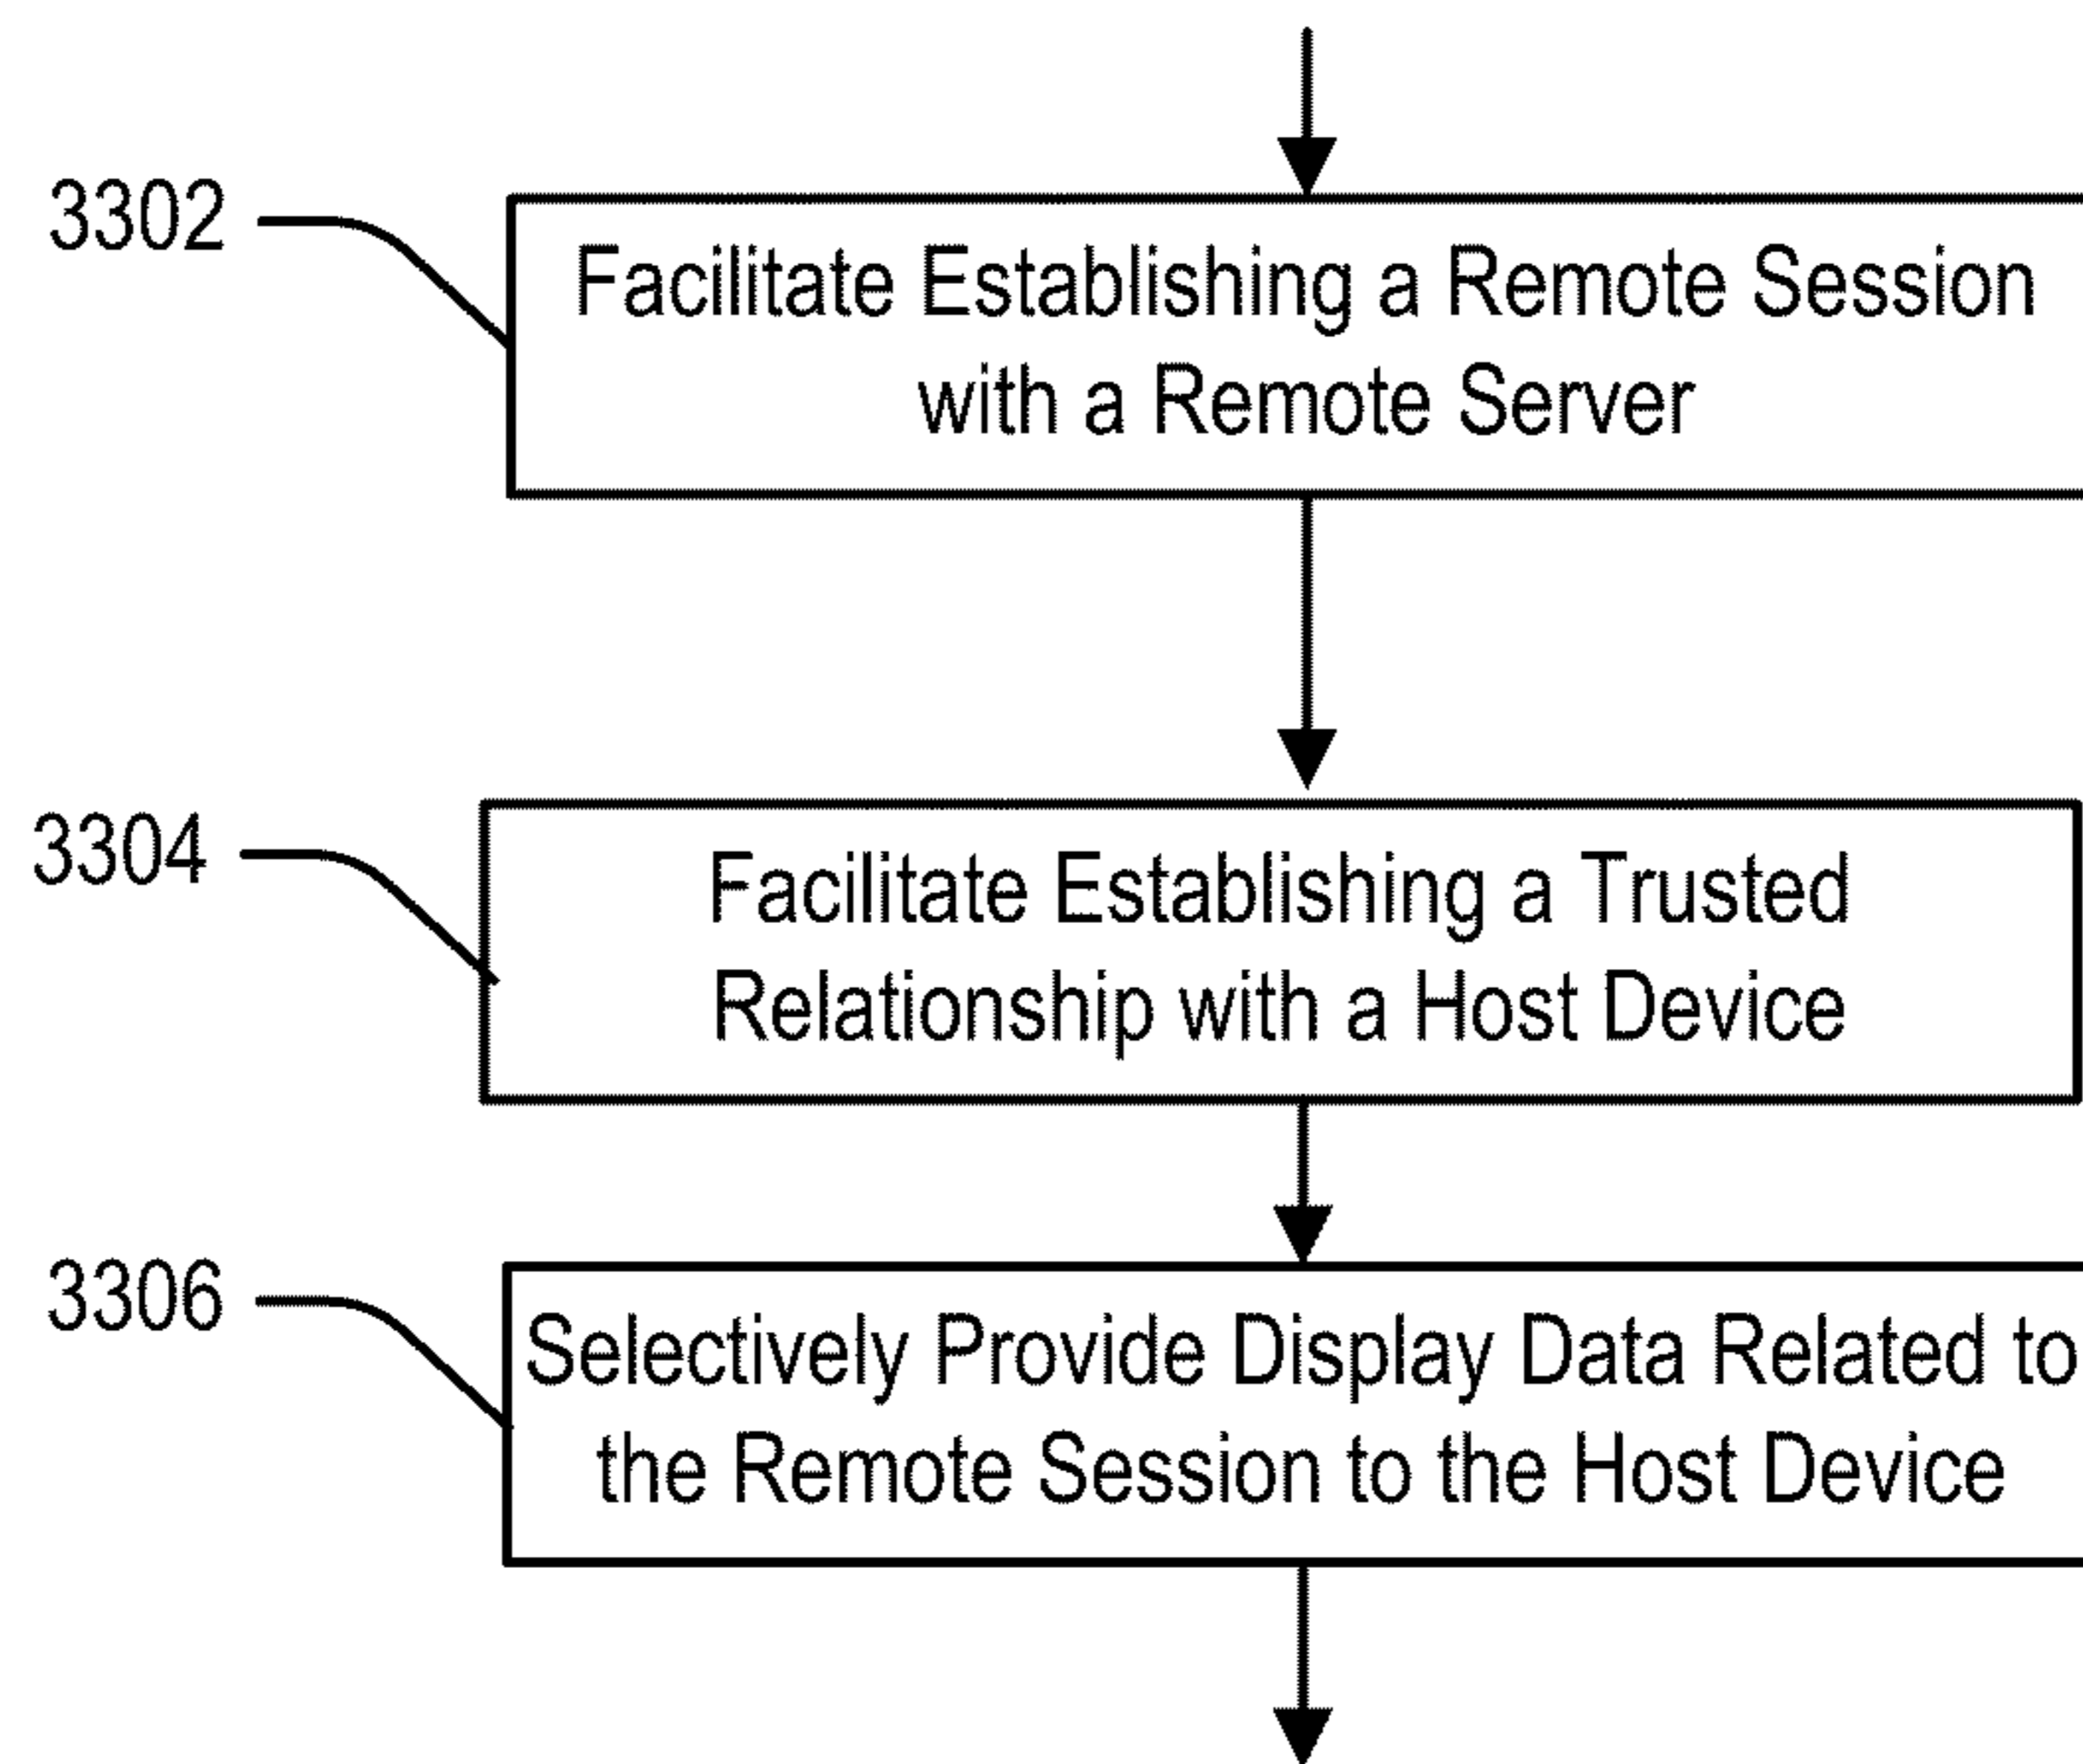 3302
Facilitate Establishing a Remote Session
with a Remote Server
3304
Facilitate Establishing a Trusted
Relationship with a Host Device
3306
Selectively Provide Display Data Related to
the Remote Session to the Host Device